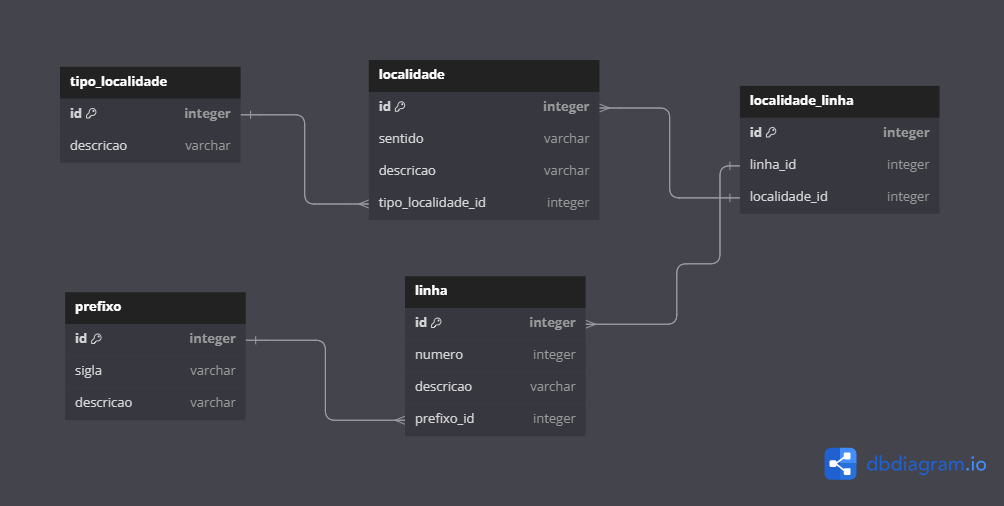 tipo_localidade
id integer
descricao varchar
localidade
id integer
sentido varchar
descricao varchar
tipo_localidade_id integer
localidade_linha
id integer
linha_id integer
localidade_id integer
prefixo
id integer
sigla varchar
descricao varchar
linha
id integer
numero integer
descricao varchar
prefixo_id integer
dbdiagram.io